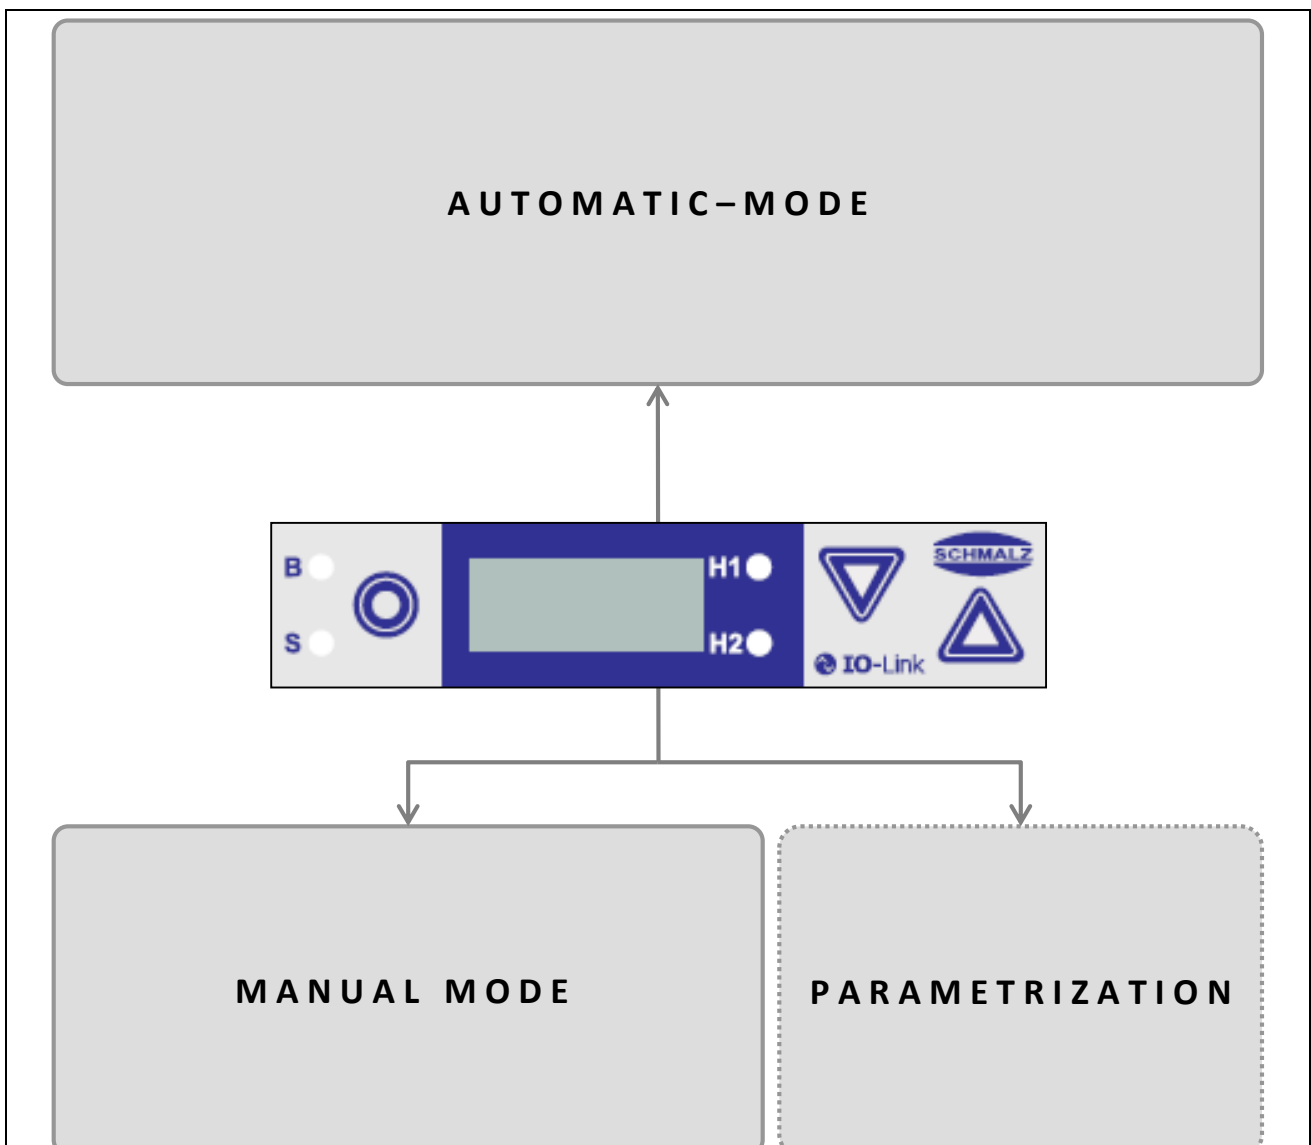 AUTOMATIC–MODE
B
H1
SCHMALZ
S
H2
IO-Link
MANUAL MODE
PARAMETRIZATION